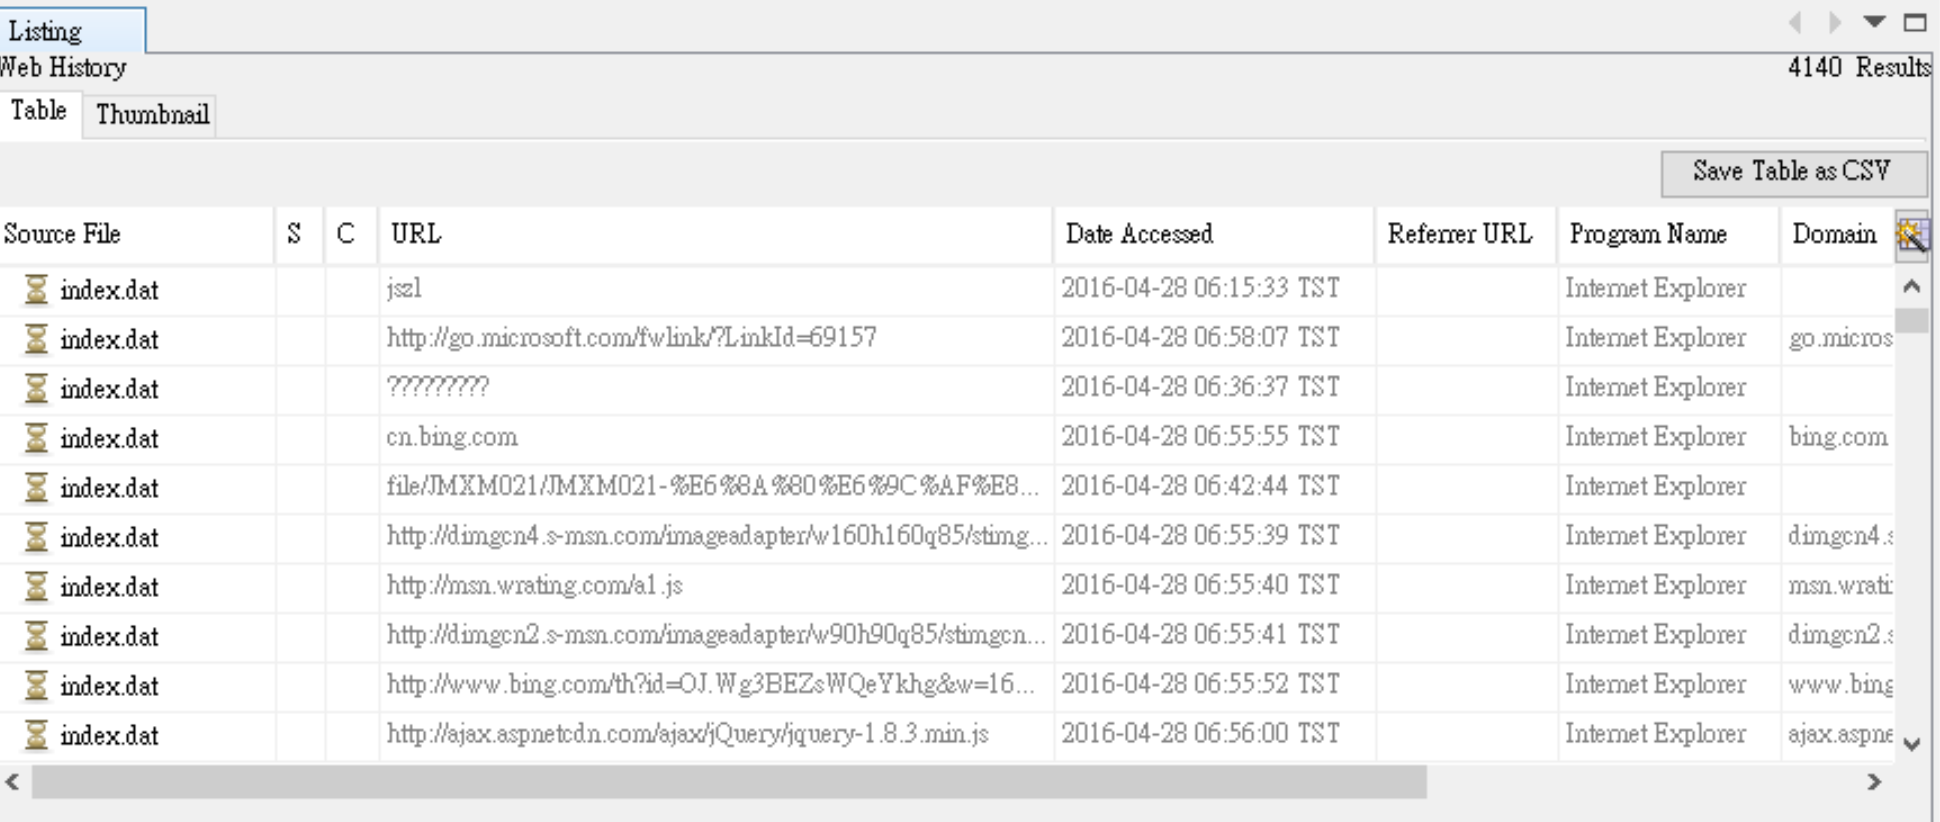 Listing
Web History 4140 Results
Table Thumbnail
Save Table as CSV
Source File S C URL Date Accessed Referrer URL Program Name Domain
index.dat jszl 2016-04-28 06:15:33 TST Internet Explorer
index.dat http://go.microsoft.com/fwlink/?LinkId=69157 2016-04-28 06:58:07 TST Internet Explorer go.micros
index.dat ????????? 2016-04-28 06:36:37 TST Internet Explorer
index.dat cn.bing.com 2016-04-28 06:55:55 TST Internet Explorer bing.com
index.dat file/JMXM021/JMXM021-%E6%8A%80%E6%9C%AF%E8... 2016-04-28 06:42:44 TST Internet Explorer
index.dat http://dimgcn4.s-msn.com/imageadapter/w160h160q85/stimg... 2016-04-28 06:55:39 TST Internet Explorer dimgcn4.s
index.dat http://msn.wrating.com/a1.js 2016-04-28 06:55:40 TST Internet Explorer msn.wrati
index.dat http://dimgcn2.s-msn.com/imageadapter/w90h90q85/stimgcn... 2016-04-28 06:55:41 TST Internet Explorer dimgcn2.s
index.dat http://www.bing.com/th?id=OJ.Wg3BEZsWQeYkhg&w=16... 2016-04-28 06:55:52 TST Internet Explorer www.bing
index.dat http://ajax.aspnetcdn.com/ajax/jQuery/jquery-1.8.3.min.js 2016-04-28 06:56:00 TST Internet Explorer ajax.aspne